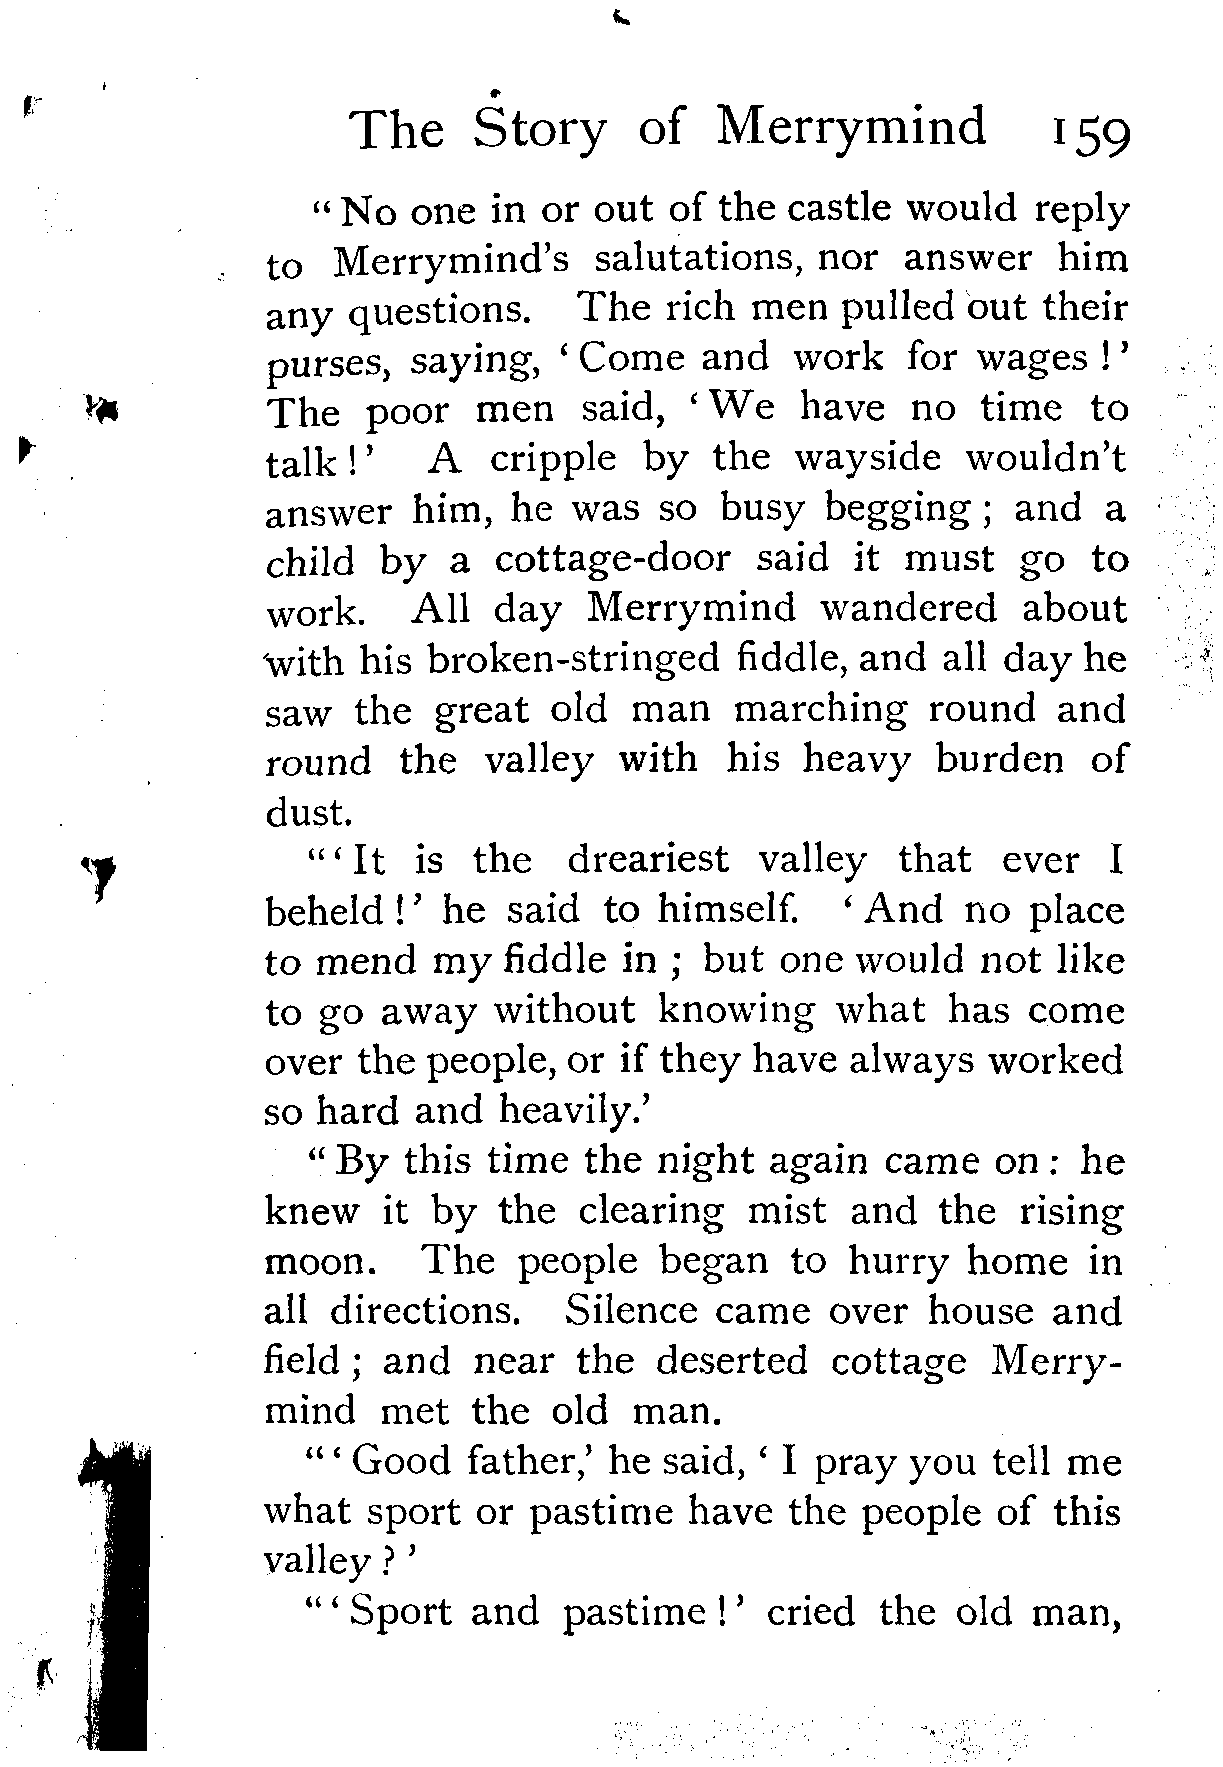 The Story of Merrymind 159
“ No one in or out of the castle would reply
to Merrymind’s salutations, nor answer him
any questions. The rich men pulled out their
purses, saying, ‘ Come and work for wages ! ’
The poor men said, ‘ We have no time to
talk ! ’ A cripple by the wayside wouldn’t
answer him, he was so busy begging ; and a
child by a cottage-door said it must go to
work. All day Merrymind wandered about
with his broken-stringed fiddle, and all day he
saw the great old man marching round and
round the valley with his heavy burden of
dust.
“ ‘ It is the dreariest valley that ever I
beheld ! ’ he said to himself. ‘ And no place
to mend my fiddle in ; but one would not like
to go away without knowing what has come
over the people, or if they have always worked
so hard and heavily.’
“ By this time the night again came on : he
knew it by the clearing mist and the rising
moon. The people began to hurry home in
all directions. Silence came over house and
field ; and near the deserted cottage Merry-
mind met the old man.
“ ‘ Good father,’ he said, ‘ I pray you tell me
what sport or pastime have the people of this
valley ? ’
“ ‘ Sport and pastime ! ’ cried the old man,